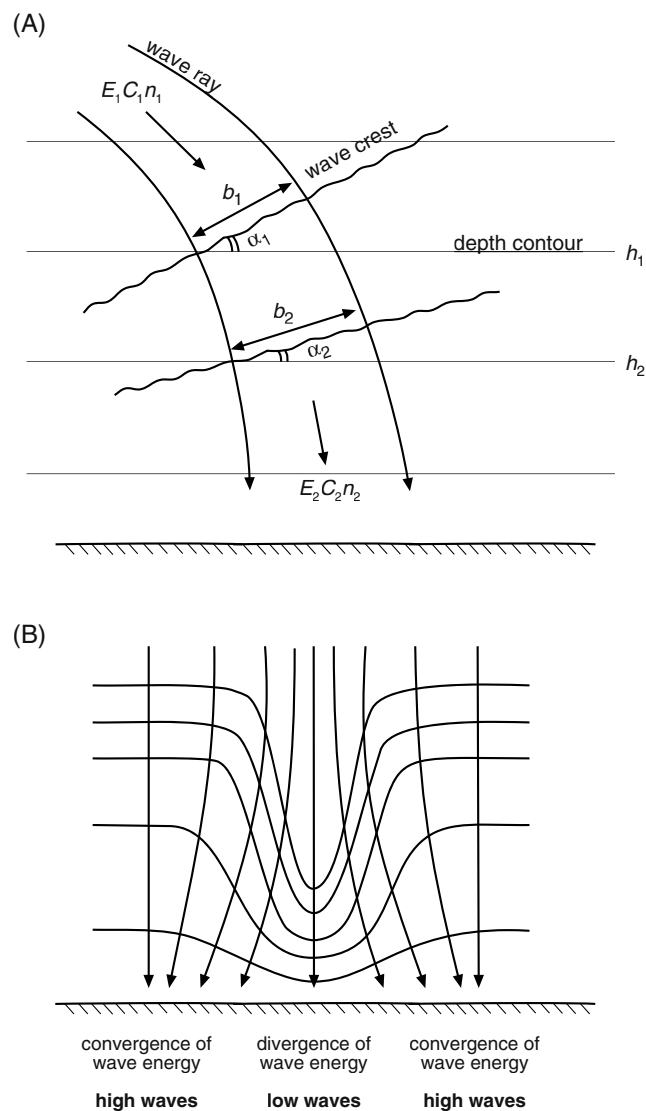 (A)
wave ray
E₁C₁n₁
wave crest
b₁
α₁
depth contour
h₁
b₂
α₂
h₂
E₂C₂n₂
(B)
convergence of wave energy
divergence of wave energy
convergence of wave energy
high waves
low waves
high waves